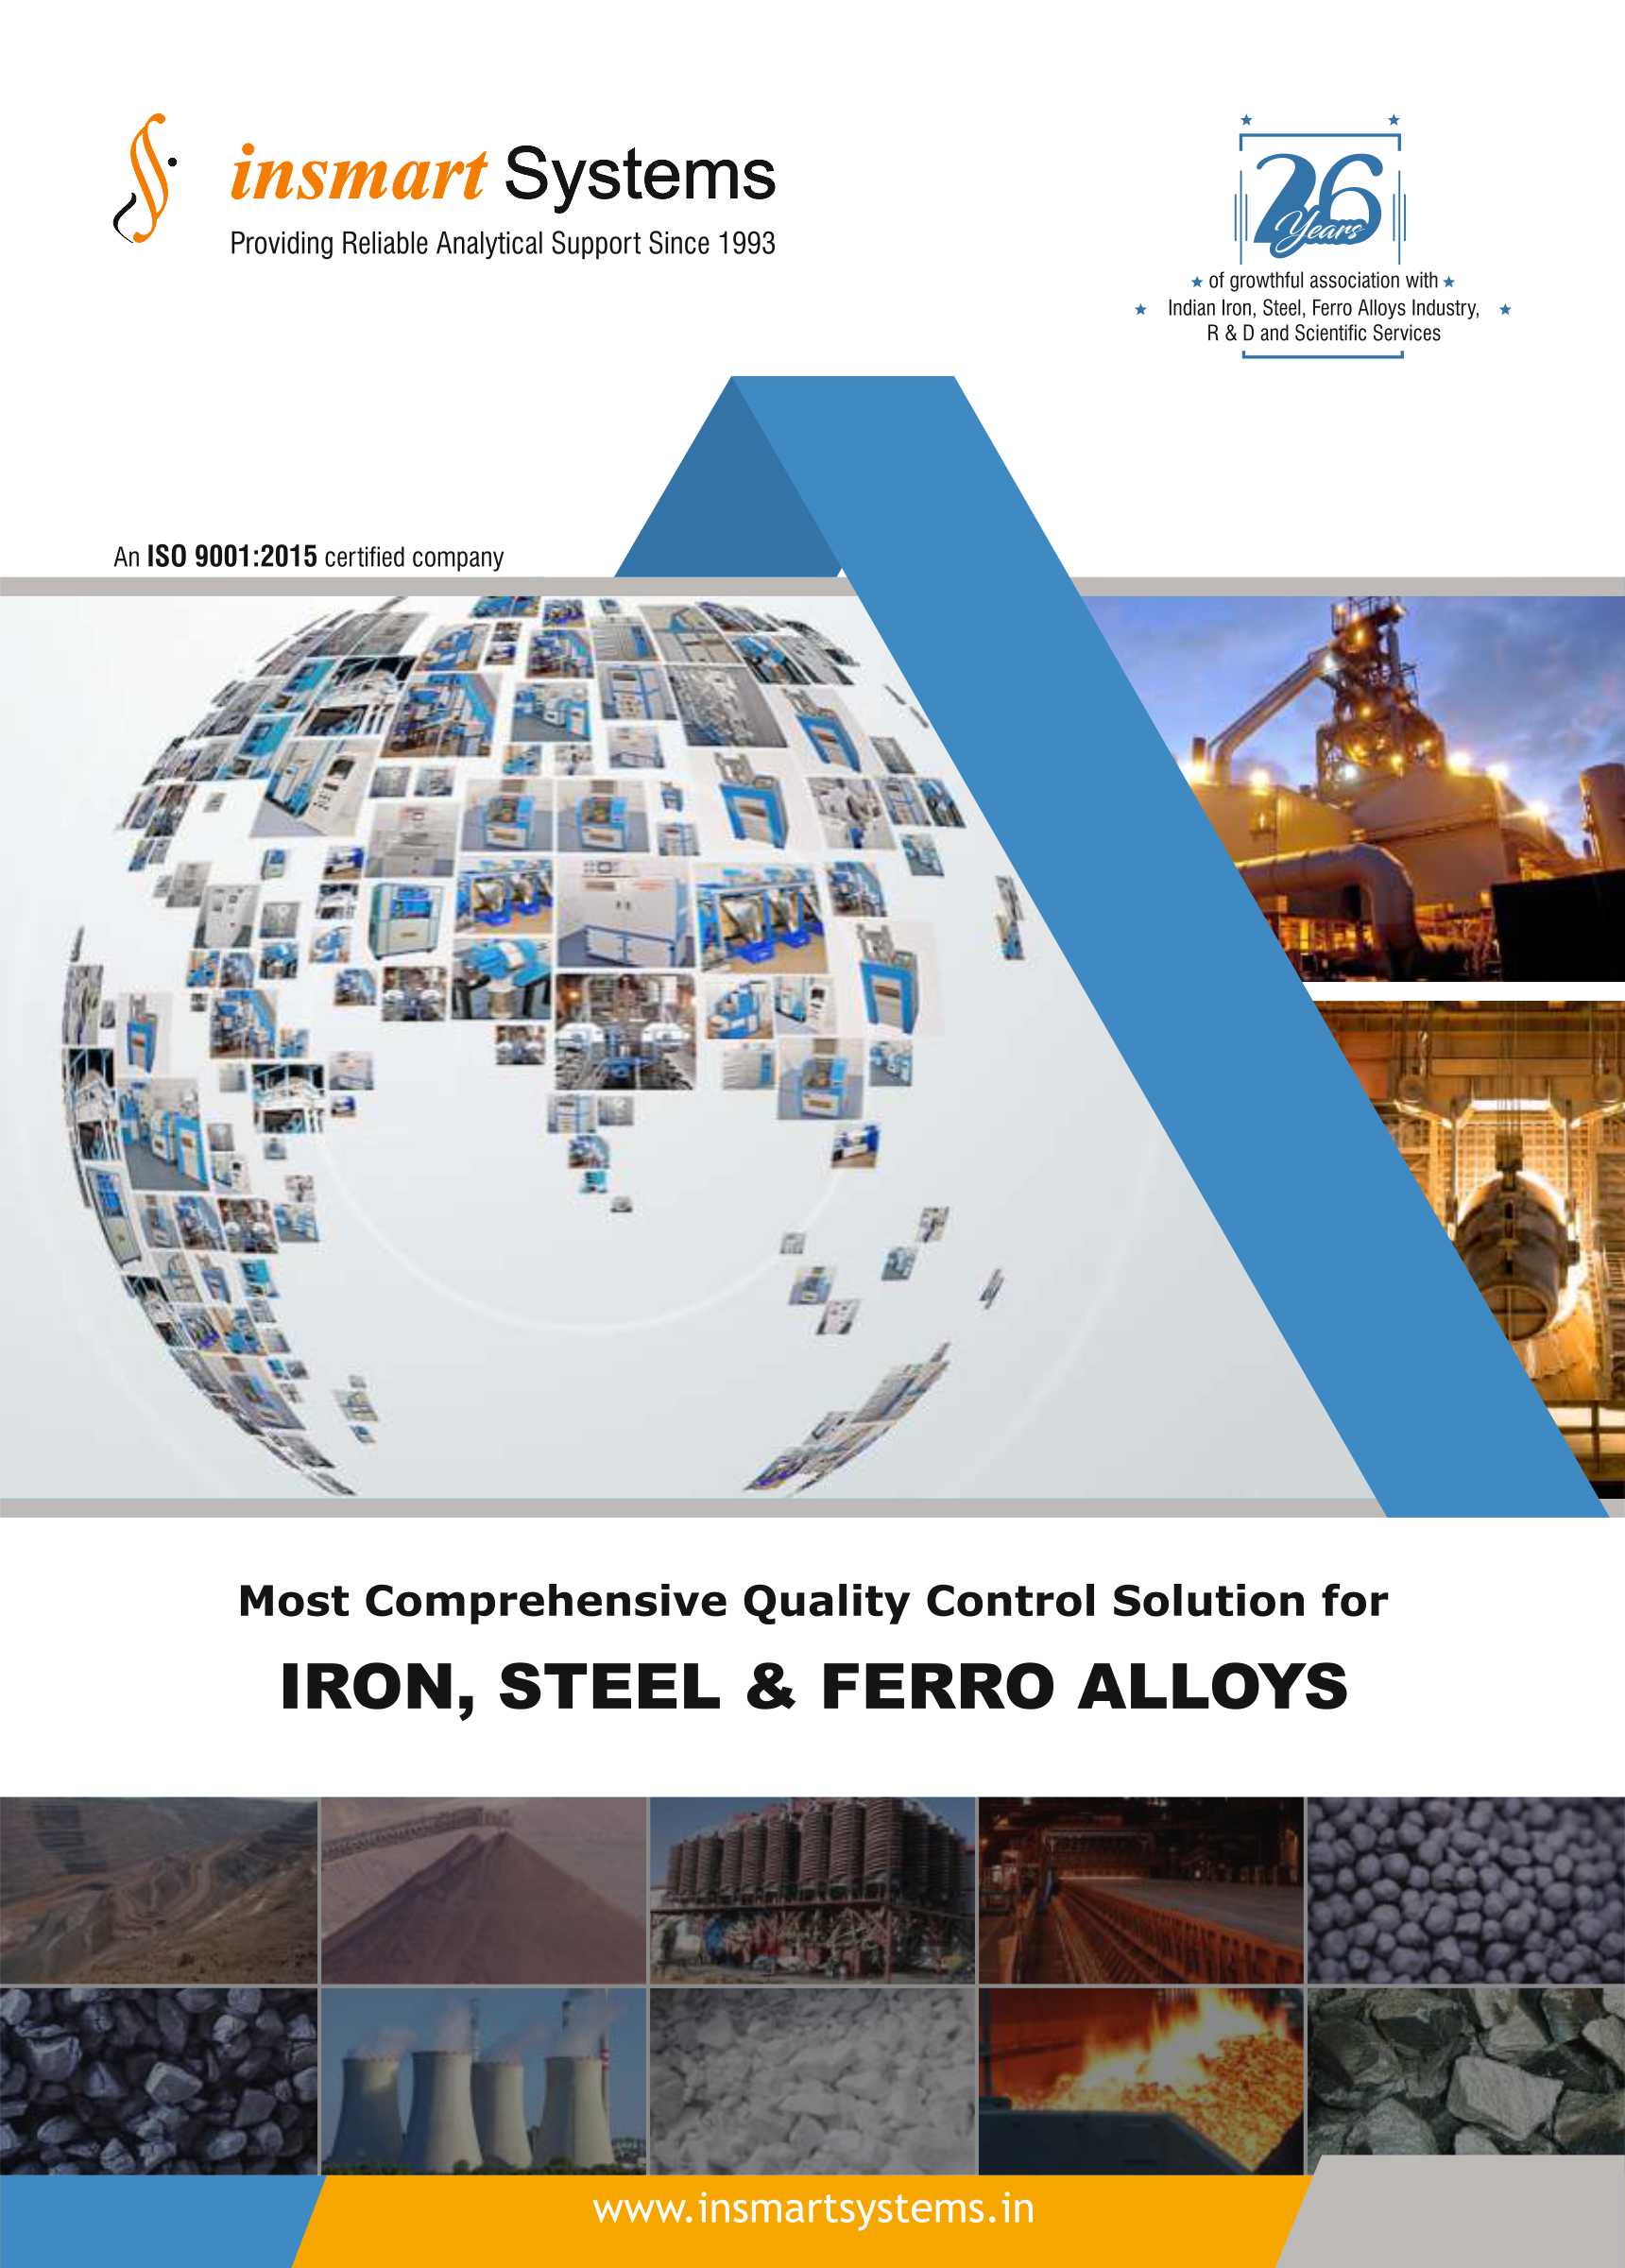 insmart Systems
Providing Reliable Analytical Support Since 1993
26
Years
of growthful association with
Indian Iron, Steel, Ferro Alloys Industry,
R & D and Scientific Services
An ISO 9001:2015 certified company
Most Comprehensive Quality Control Solution for
IRON, STEEL & FERRO ALLOYS
www.insmartsystems.in